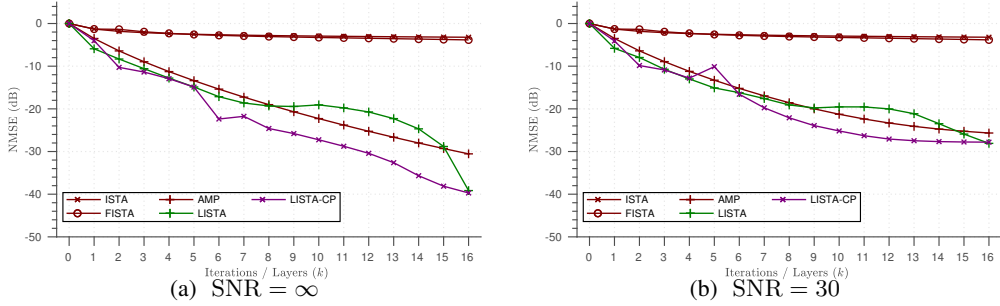 0
-10
-20
-30
-40
-50
NMSE (dB)
ISTA
FISTA
AMP
LISTA
LISTA-CP
0 1 2 3 4 5 6 7 8 9 10 11 12 13 14 15 16
Iterations / Layers (k)
(a) SNR = ∞
0
-10
-20
-30
-40
-50
NMSE (dB)
ISTA
FISTA
AMP
LISTA
LISTA-CP
0 1 2 3 4 5 6 7 8 9 10 11 12 13 14 15 16
Iterations / Layers (k)
(b) SNR = 30